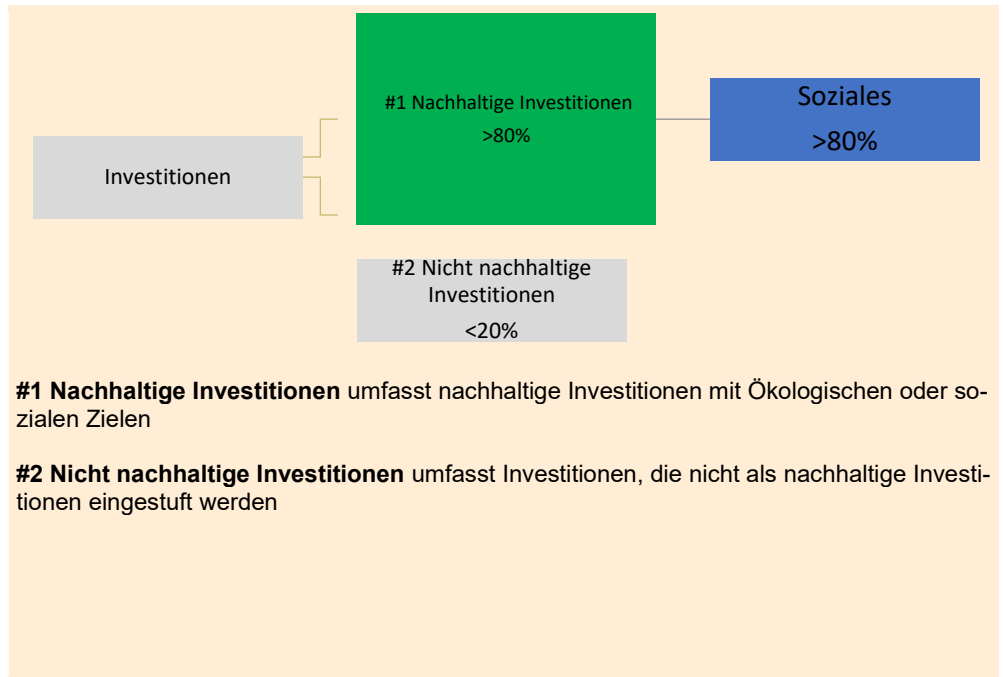 #1 Nachhaltige Investitionen
>80%
Soziales
>80%
Investitionen
#2 Nicht nachhaltige
Investitionen
<20%
#1 Nachhaltige Investitionen umfasst nachhaltige Investitionen mit Ökologischen oder so-
zialen Zielen
#2 Nicht nachhaltige Investitionen umfasst Investitionen, die nicht als nachhaltige Investi-
tionen eingestuft werden